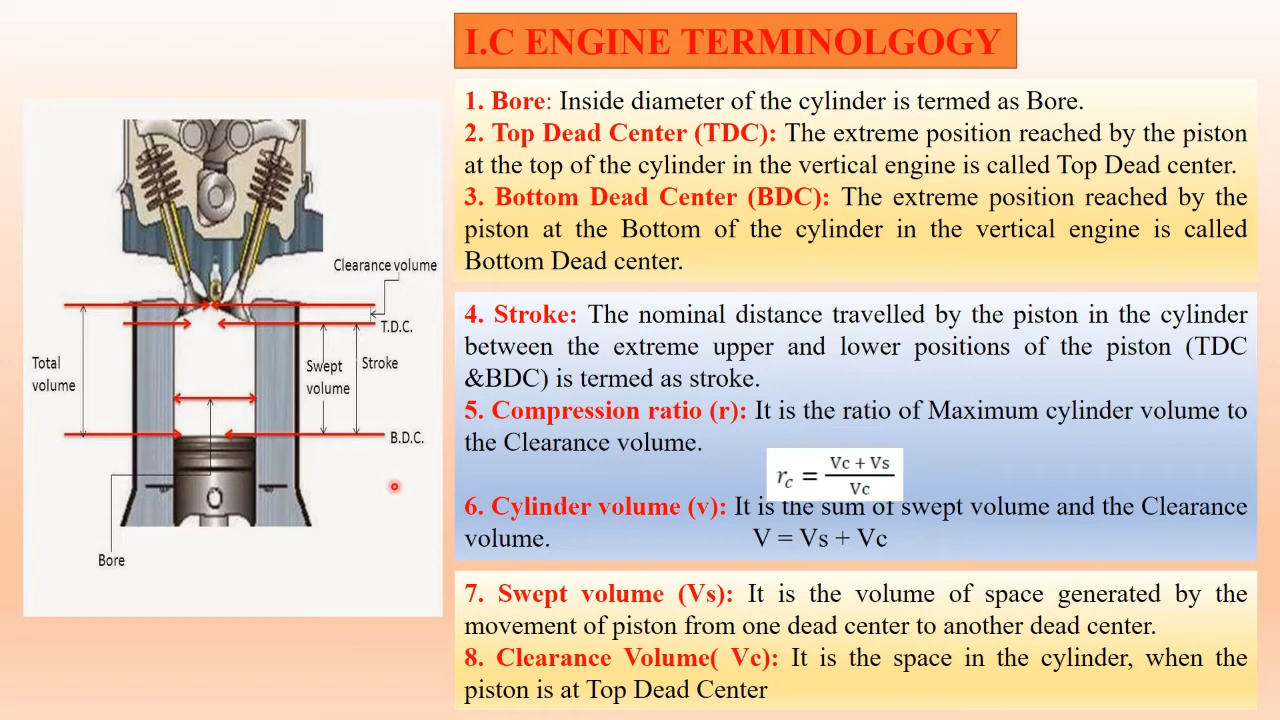 I.C ENGINE TERMINOLGOGY
1. Bore: Inside diameter of the cylinder is termed as Bore.
2. Top Dead Center (TDC): The extreme position reached by the piston
at the top of the cylinder in the vertical engine is called Top Dead center.
3. Bottom Dead Center (BDC): The extreme position reached by the
piston at the Bottom of the cylinder in the vertical engine is called
Bottom Dead center.
Clearance volume
T.D.C.
Total
volume
Swept
volume
Stroke
B.D.C.
Bore
4. Stroke: The nominal distance travelled by the piston in the cylinder
between the extreme upper and lower positions of the piston (TDC
&BDC) is termed as stroke.
5. Compression ratio (r): It is the ratio of Maximum cylinder volume to
the Clearance volume.
r_c = (Vc + Vs)/Vc
6. Cylinder volume (v): It is the sum of swept volume and the Clearance
volume. V = Vs + Vc
7. Swept volume (Vs): It is the volume of space generated by the
movement of piston from one dead center to another dead center.
8. Clearance Volume( Vc): It is the space in the cylinder, when the
piston is at Top Dead Center